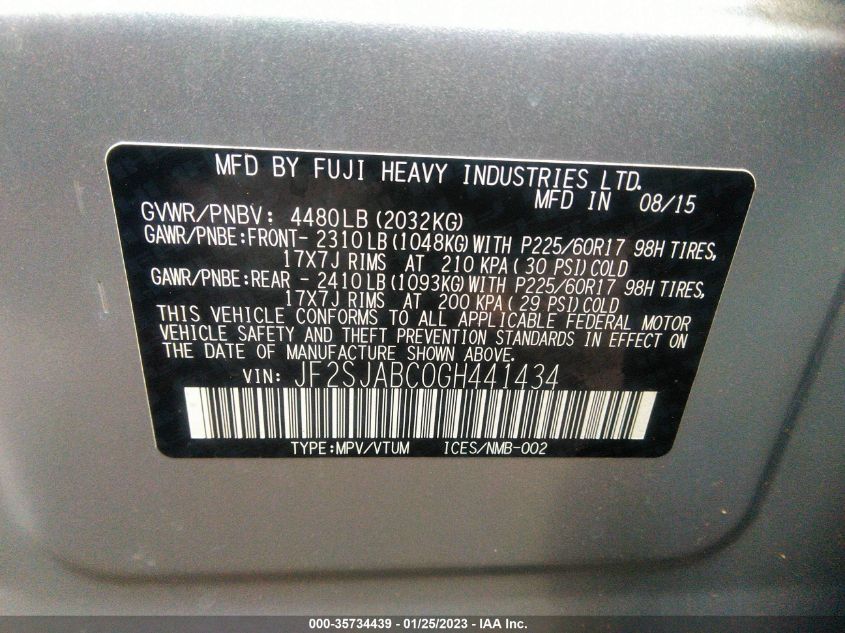 MFD BY FUJI HEAVY INDUSTRIES LTD.
MFD IN 08/15
GVWR/PNBV: 4480LB (2032KG)
GAWR/PNBE:FRONT- 2310 LB (1048KG) WITH P225/60R17 98H TIRES,
17X7J RIMS AT 210 KPA ( 30 PSI) COLD
GAWR/PNBE:REAR - 2410 LB (1093KG) WITH P225/60R17 98H TIRES,
17X7J RIMS AT 200 KPA ( 29 PSI) COLD
THIS VEHICLE CONFORMS TO ALL APPLICABLE FEDERAL MOTOR
VEHICLE SAFETY AND THEFT PREVENTION STANDARDS IN EFFECT ON
THE DATE OF MANUFACTURE SHOWN ABOVE.
VIN: JF2SJABC0GH441434
TYPE:MPV/VTUM ICES/NMB-002
000-35734439 - 01/25/2023 - IAA Inc.